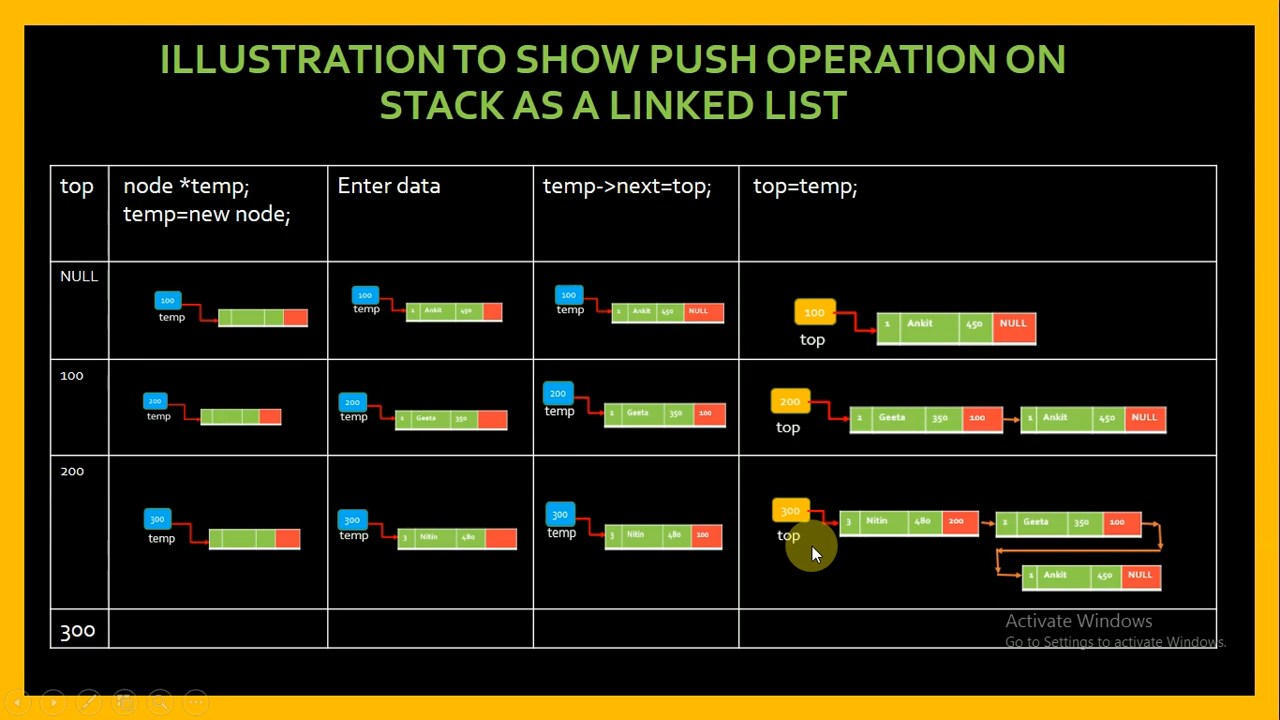 ILLUSTRATION TO SHOW PUSH OPERATION ON
STACK AS A LINKED LIST
top
node *temp;
temp=new node;
Enter data
temp->next=top;
top=temp;
NULL
100
temp
100
temp
1 Ankit 450
100
temp
1 Ankit 450 NULL
100
top
1 Ankit 450 NULL
100
200
temp
200
temp
2 Geeta 350
200
temp
2 Geeta 350 100
200
top
2 Geeta 350 100
1 Ankit 450 NULL
200
300
temp
300
temp
3 Nitin 480
300
temp
3 Nitin 480 100
300
top
3 Nitin 480 200
2 Geeta 350 100
1 Ankit 450 NULL
300
Activate Windows
Go to Settings to activate Windows.